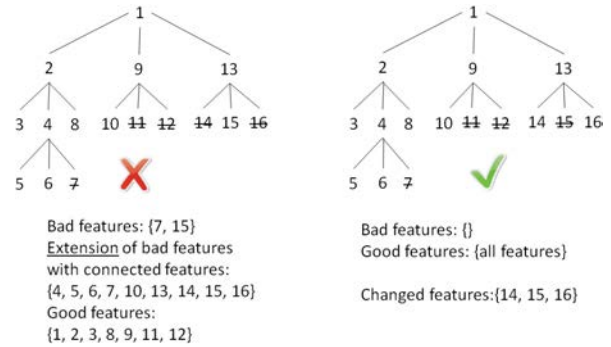 1
2 9 13
3 4 8 10 11 12 14 15 16
5 6 7
Bad features: {7, 15}
Extension of bad features
with connected features:
{4, 5, 6, 7, 10, 13, 14, 15, 16}
Good features:
{1, 2, 3, 8, 9, 11, 12}
1
2 9 13
3 4 8 10 11 12 14 15 16
5 6 7
Bad features: {}
Good features: {all features}
Changed features:{14, 15, 16}